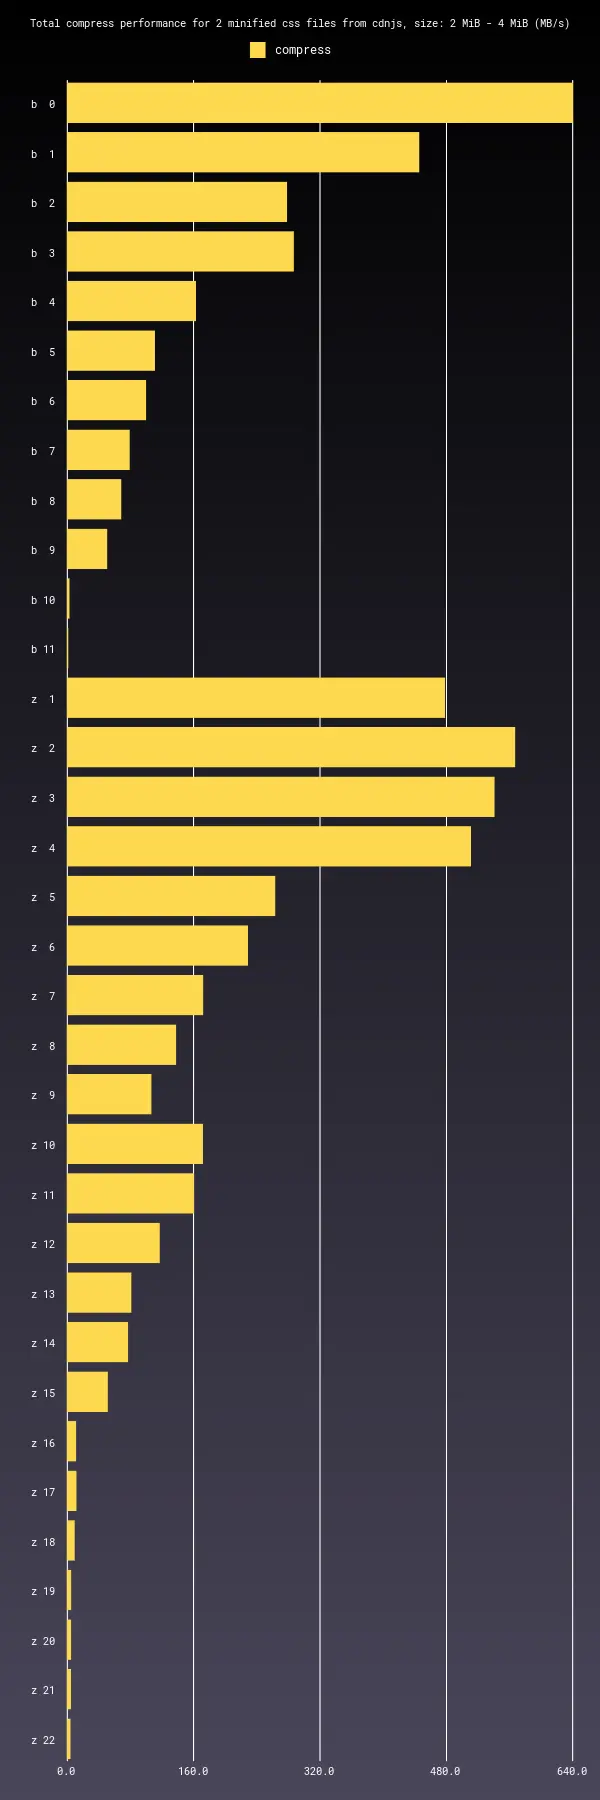 Total compress performance for 2 minified css files from cdnjs, size: 2 MiB - 4 MiB (MB/s)
compress
b  0
b  1
b  2
b  3
b  4
b  5
b  6
b  7
b  8
b  9
b 10
b 11
z  1
z  2
z  3
z  4
z  5
z  6
z  7
z  8
z  9
z 10
z 11
z 12
z 13
z 14
z 15
z 16
z 17
z 18
z 19
z 20
z 21
z 22
0.0 160.0 320.0 480.0 640.0